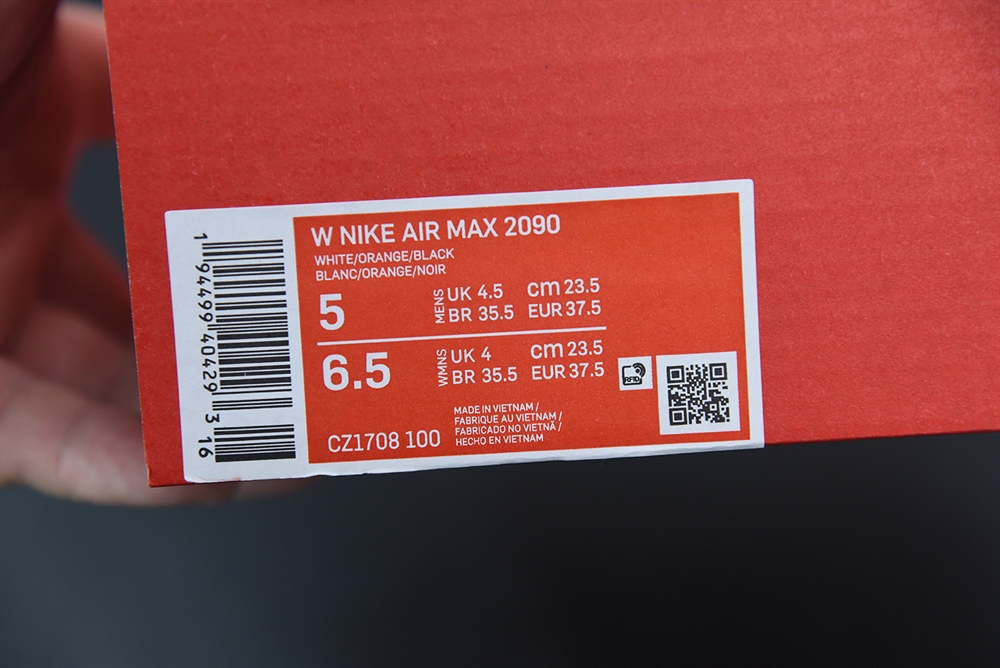 W NIKE AIR MAX 2090
WHITE/ORANGE/BLACK
BLANC/ORANGE/NOIR
5 MENS UK 4.5 cm 23.5
BR 35.5 EUR 37.5
6.5 WMNS UK 4 cm 23.5
BR 35.5 EUR 37.5
RFID
MADE IN VIETNAM /
FABRIQUE AU VIETNAM /
FABRICADO NO VIETNÃ /
HECHO EN VIETNAM
CZ1708 100
1 94499 40429 3 16